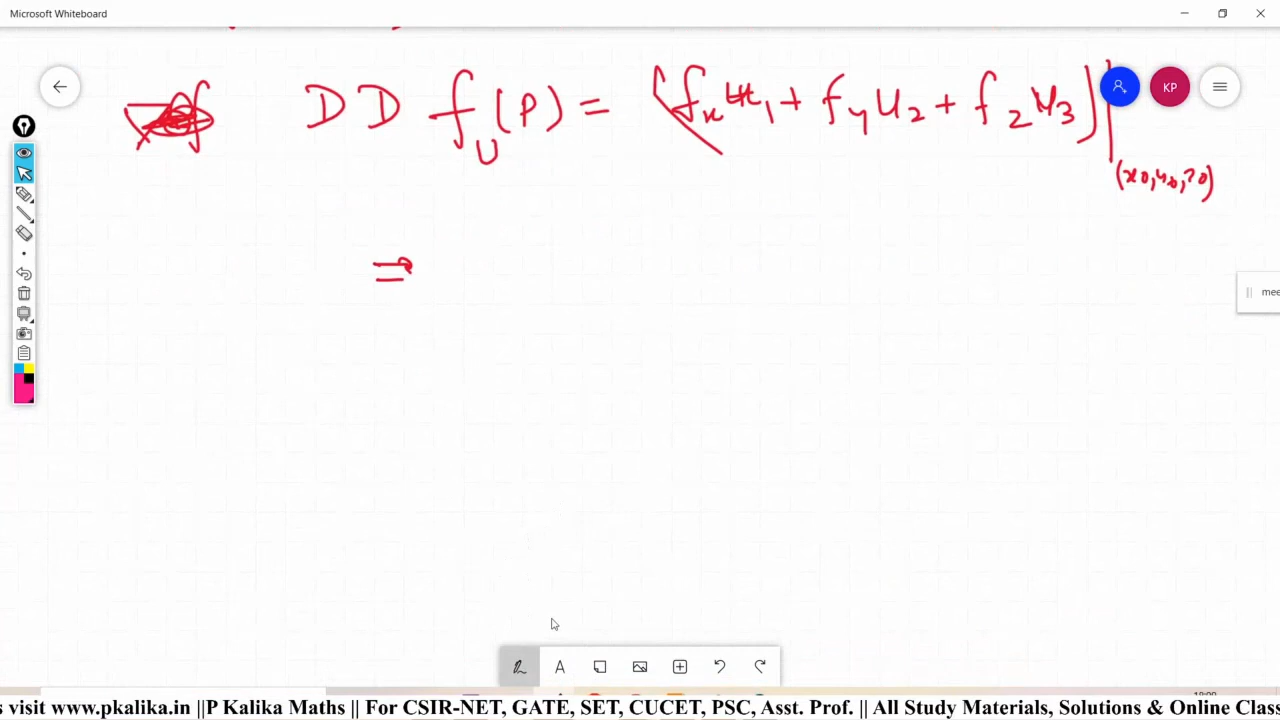 Microsoft Whiteboard
D D f_U (P) = (f_x u_1 + f_y u_2 + f_z u_3)|
(x0, y0, z0)
KP
⇒
mee
A
s visit www.pkalika.in ||P Kalika Maths || For CSIR-NET, GATE, SET, CUCET, PSC, Asst. Prof. || All Study Materials, Solutions & Online Class